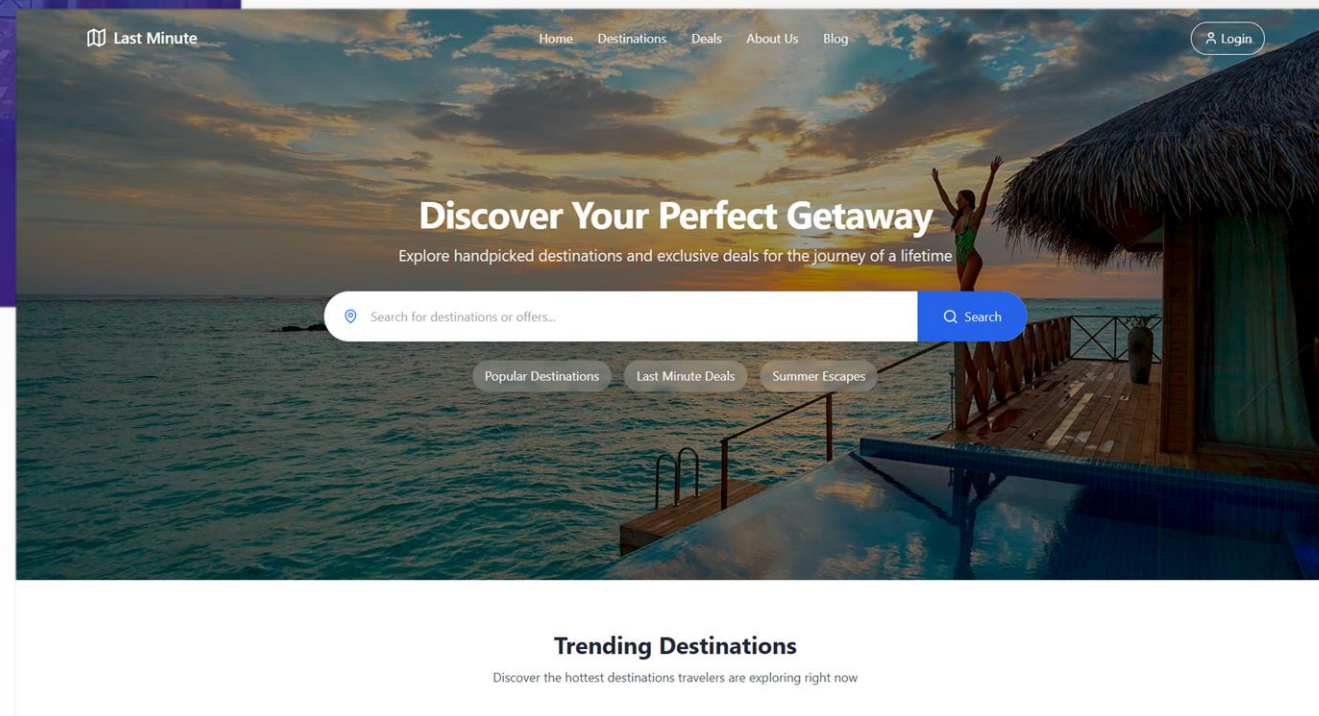 Last Minute
Home Destinations Deals About Us Blog
Login
Discover Your Perfect Getaway
Explore handpicked destinations and exclusive deals for the journey of a lifetime
Search for destinations or offers...
Search
Popular Destinations Last Minute Deals Summer Escapes
Trending Destinations
Discover the hottest destinations travelers are exploring right now